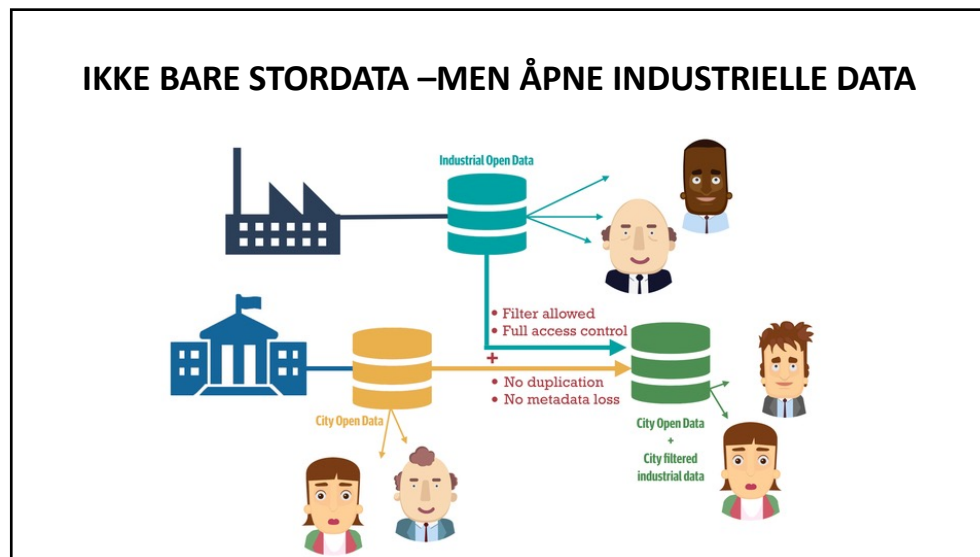 IKKE BARE STORDATA –MEN ÅPNE INDUSTRIELLE DATA
Industrial Open Data
• Filter allowed
• Full access control
+
• No duplication
• No metadata loss
City Open Data
City Open Data
+
City filtered
industrial data